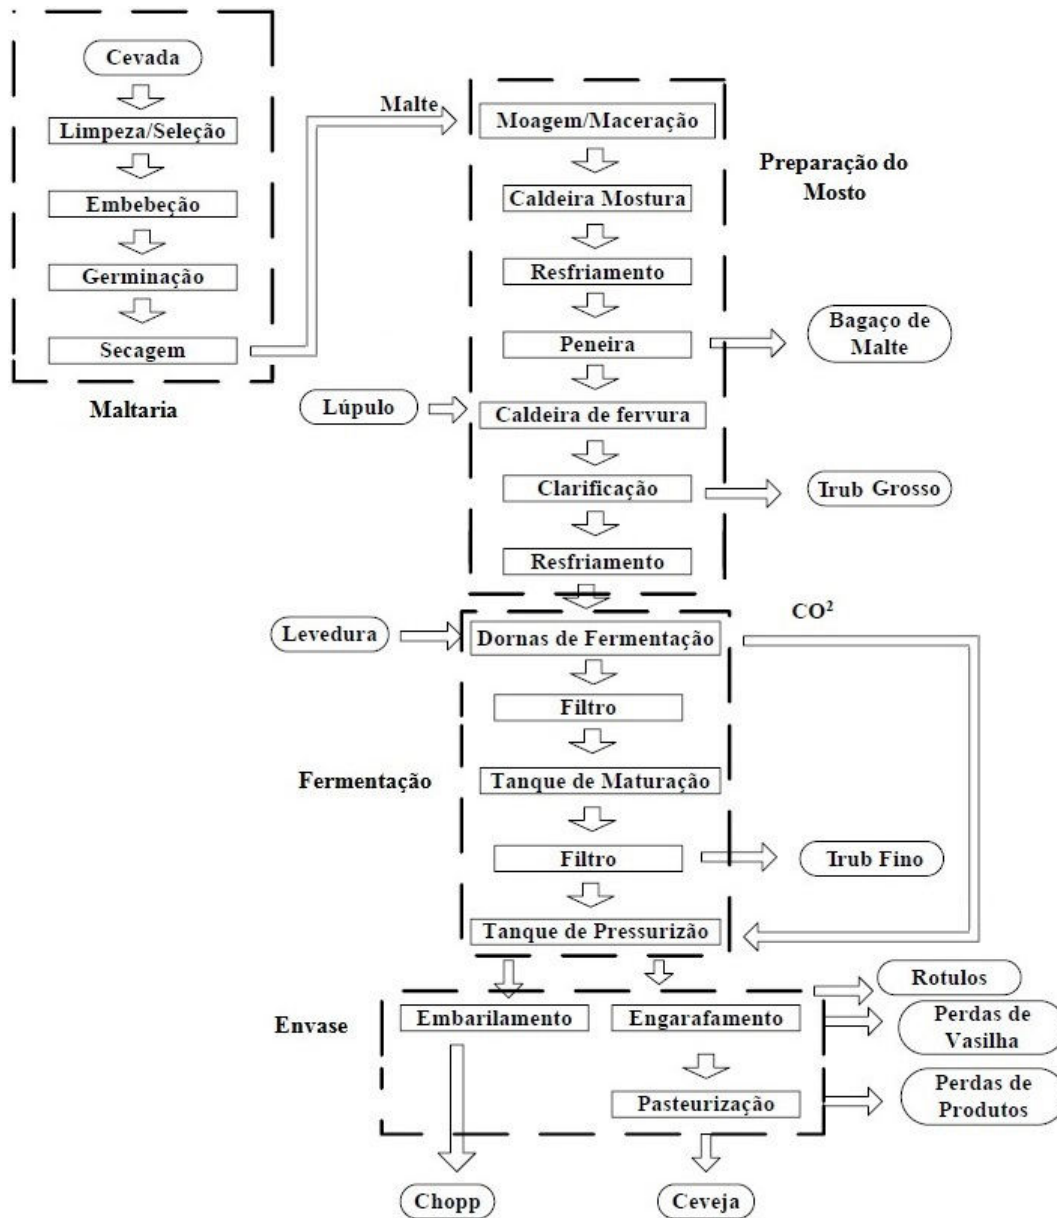 Cevada
Limpeza/Seleção
Embebeção
Germinação
Secagem
Maltaria
Malte
Moagem/Maceração
Caldeira Mostura
Resfriamento
Peneira
Caldeira de fervura
Clarificação
Resfriamento
Preparação do
Mosto
Bagaço de
Malte
Lúpulo
Trub Grosso
Levedura
Dornas de Fermentação
CO²
Filtro
Fermentação
Tanque de Maturação
Filtro
Trub Fino
Tanque de Pressurizão
Envase
Embarilamento
Engarafamento
Pasteurização
Rotulos
Perdas de
Vasilha
Perdas de
Produtos
Chopp
Ceveja